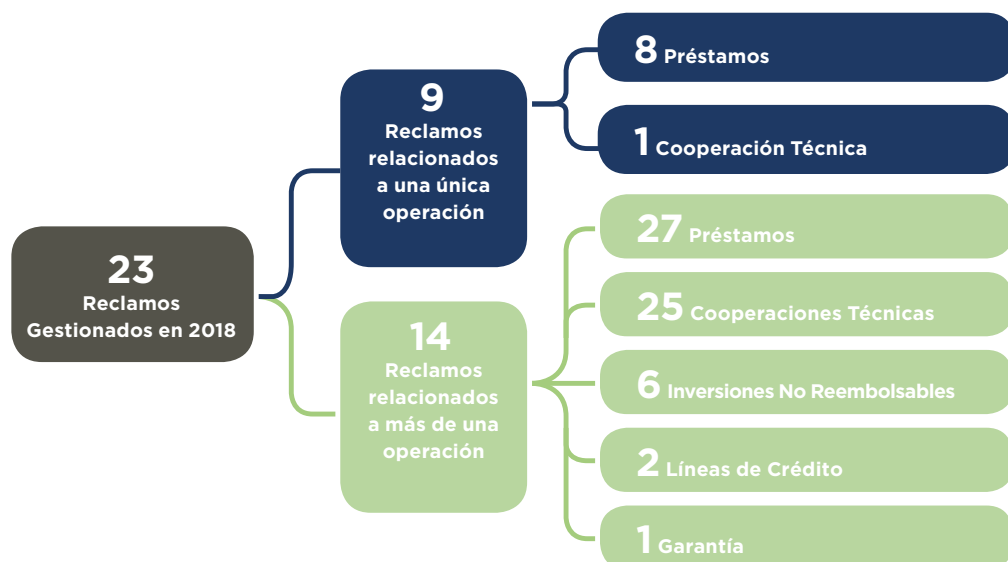 23
Reclamos
Gestionados en 2018
9
Reclamos
relacionados
a una única
operación
8 Préstamos
1 Cooperación Técnica
14
Reclamos
relacionados
a más de una
operación
27 Préstamos
25 Cooperaciones Técnicas
6 Inversiones No Reembolsables
2 Líneas de Crédito
1 Garantía